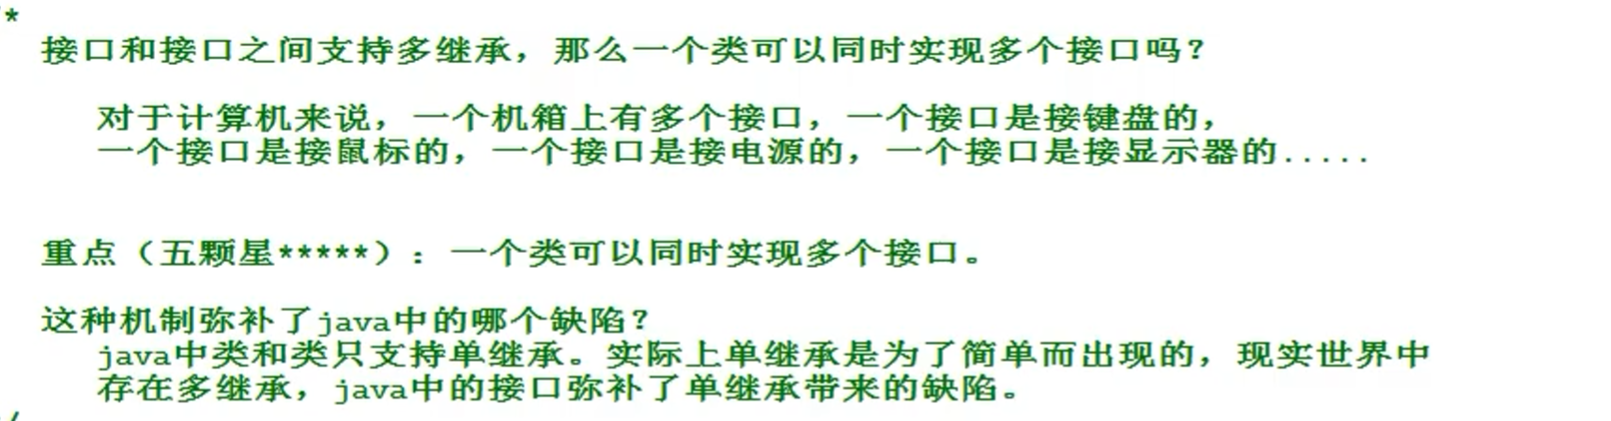 *
接口和接口之间支持多继承，那么一个类可以同时实现多个接口吗？
对于计算机来说，一个机箱上有多个接口，一个接口是接键盘的，
一个接口是接鼠标的，一个接口是接电源的，一个接口是接显示器的.....
重点（五颗星*****）：一个类可以同时实现多个接口。
这种机制弥补了java中的哪个缺陷？
java中类和类只支持单继承。实际上单继承是为了简单而出现的，现实世界中
存在多继承，java中的接口弥补了单继承带来的缺陷。
/